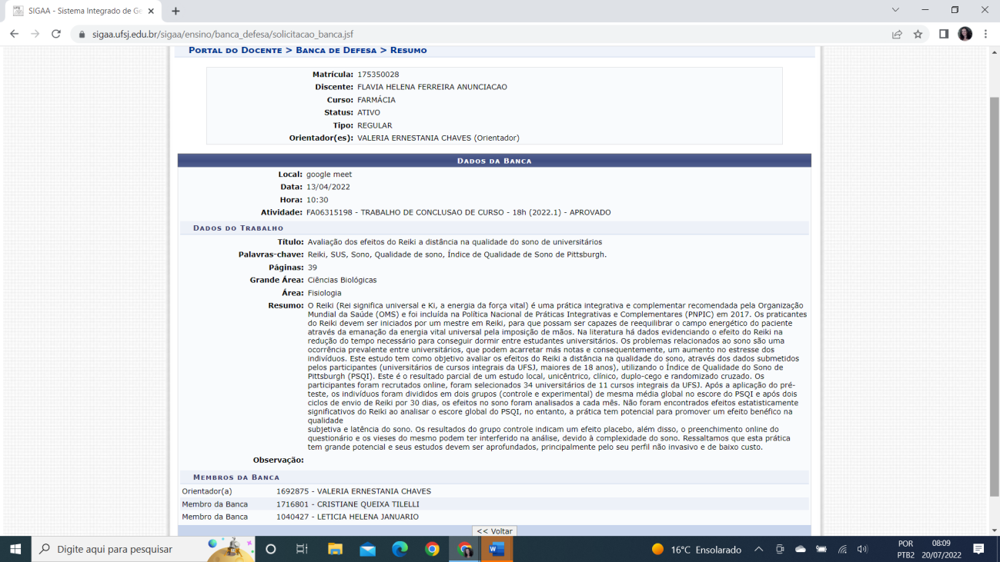 SIGAA - Sistema Integrado de Ge
sigaa.ufsj.edu.br/sigaa/ensino/banca_defesa/solicitacao_banca.jsf
PORTAL DO DOCENTE > BANCA DE DEFESA > RESUMO
Matrícula: 175350028
Discente: FLAVIA HELENA FERREIRA ANUNCIACAO
Curso: FARMÁCIA
Status: ATIVO
Tipo: REGULAR
Orientador(es): VALERIA ERNESTANIA CHAVES (Orientador)
DADOS DA BANCA
Local: google meet
Data: 13/04/2022
Hora: 10:30
Atividade: FA06315198 - TRABALHO DE CONCLUSAO DE CURSO - 18h (2022.1) - APROVADO
DADOS DO TRABALHO
Título: Avaliação dos efeitos do Reiki a distância na qualidade do sono de universitários
Palavras-chave: Reiki, SUS, Sono, Qualidade de sono, Índice de Qualidade de Sono de Pittsburgh.
Páginas: 39
Grande Área: Ciências Biológicas
Área: Fisiologia
Resumo: O Reiki (Rei significa universal e Ki, a energia da força vital) é uma prática integrativa e complementar recomendada pela Organização
Mundial da Saúde (OMS) e foi incluída na Política Nacional de Práticas Integrativas e Complementares (PNPIC) em 2017. Os praticantes
do Reiki devem ser iniciados por um mestre em Reiki, para que possam ser capazes de reequilibrar o campo energético do paciente
através da emanação da energia vital universal pela imposição de mãos. Na literatura há dados evidenciando o efeito do Reiki na
redução do tempo necessário para conseguir dormir entre estudantes universitários. Os problemas relacionados ao sono são uma
ocorrência prevalente entre universitários, que podem acarretar más notas e consequentemente, um aumento no estresse dos
indivíduos. Este estudo tem como objetivo avaliar os efeitos do Reiki a distância na qualidade do sono, através dos dados submetidos
pelos participantes (universitários de cursos integrais da UFSJ, maiores de 18 anos), utilizando o Índice de Qualidade do Sono de
Pittsburgh (PSQI). Este é o resultado parcial de um estudo local, unicêntrico, clínico, duplo-cego e randomizado cruzado. Os
participantes foram recrutados online, foram selecionados 34 universitários de 11 cursos integrais da UFSJ. Após a aplicação do pré-
teste, os indivíduos foram divididos em dois grupos (controle e experimental) de mesma média global no escore do PSQI e após dois
ciclos de envio de Reiki por 30 dias, os efeitos no sono foram analisados a cada mês. Não foram encontrados efeitos estatisticamente
significativos do Reiki ao analisar o escore global do PSQI, no entanto, a prática tem potencial para promover um efeito benéfico na
qualidade
subjetiva e latência do sono. Os resultados do grupo controle indicam um efeito placebo, além disso, o preenchimento online do
questionário e os vieses do mesmo podem ter interferido na análise, devido à complexidade do sono. Ressaltamos que esta prática
tem grande potencial e seus estudos devem ser aprofundados, principalmente pelo seu perfil não invasivo e de baixo custo.
Observação:
MEMBROS DA BANCA
Orientador(a) 1692875 - VALERIA ERNESTANIA CHAVES
Membro da Banca 1716801 - CRISTIANE QUEIXA TILELLI
Membro da Banca 1040427 - LETICIA HELENA JANUARIO
<< Voltar
Digite aqui para pesquisar
16°C Ensolarado
POR
PTB2
08:09
20/07/2022